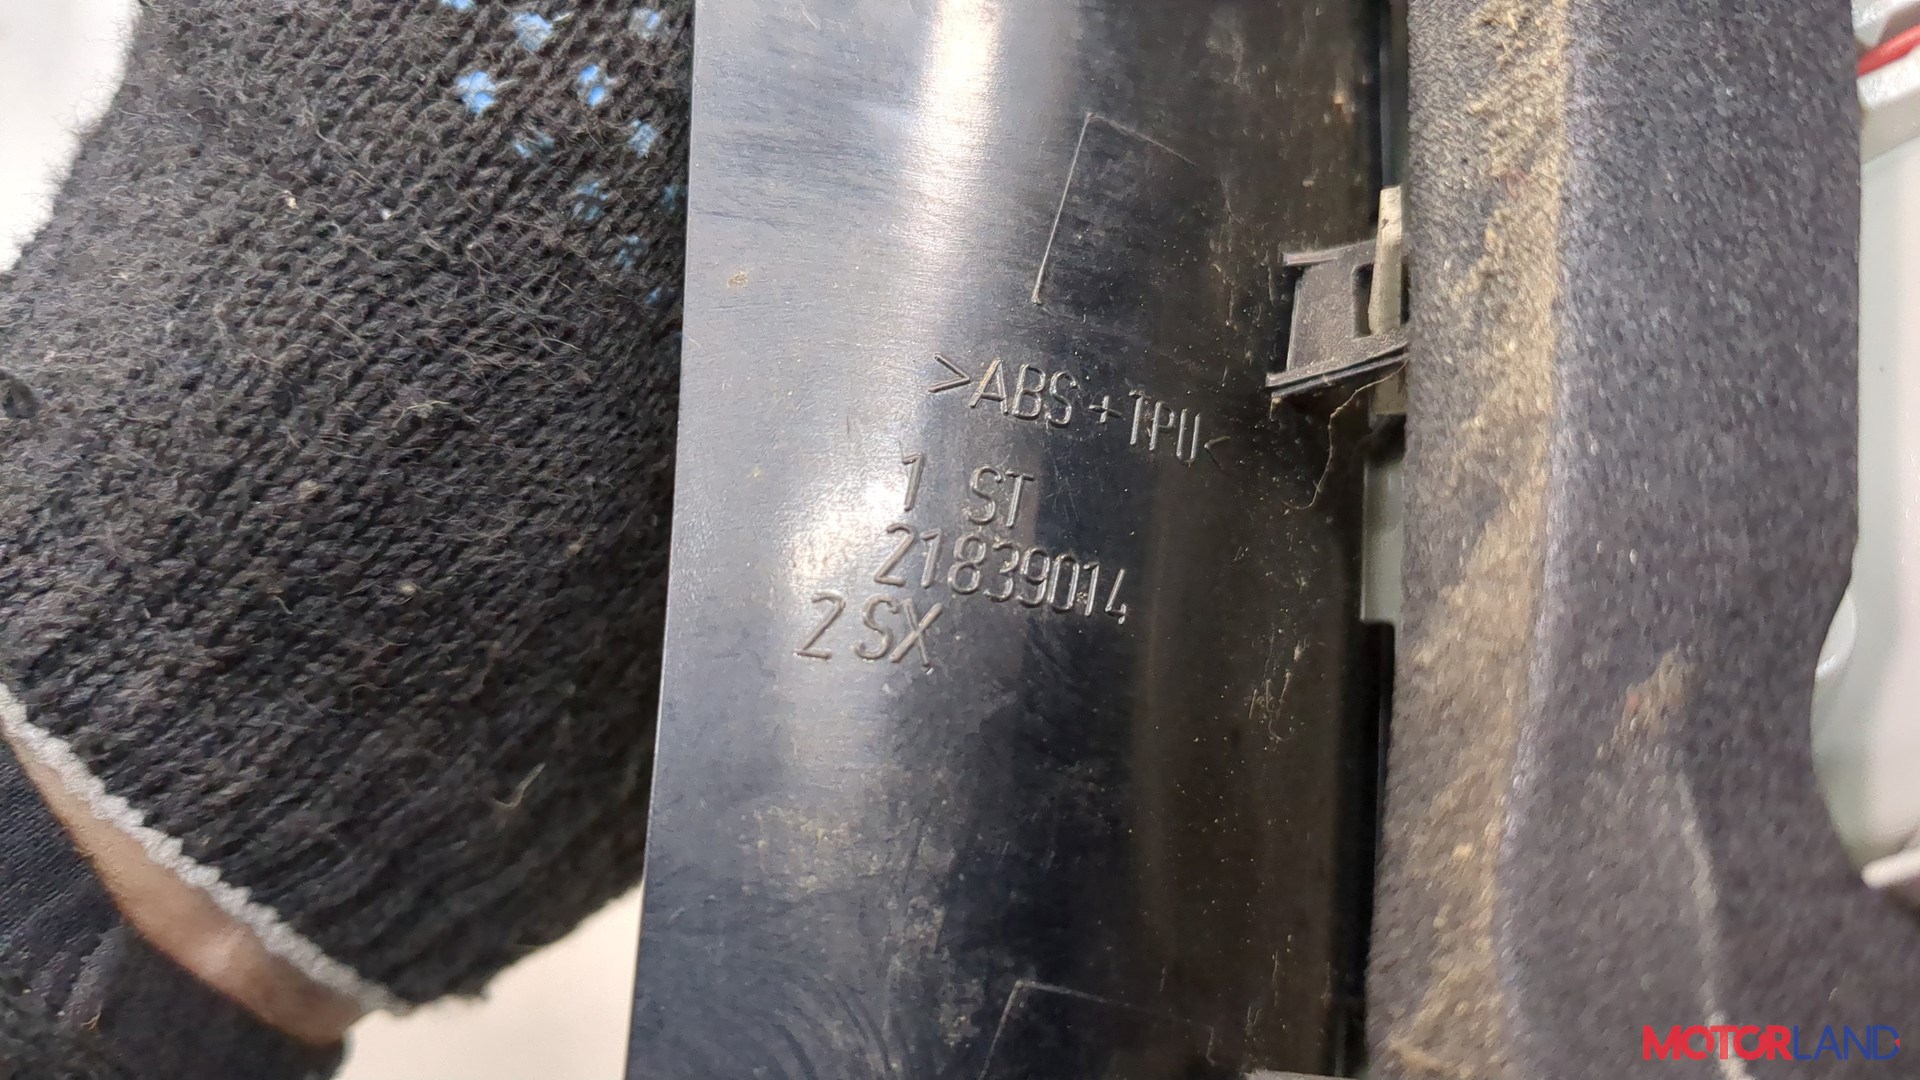 >ABS+TPU<
1 ST
21839014
2 SX
MOTORLAND